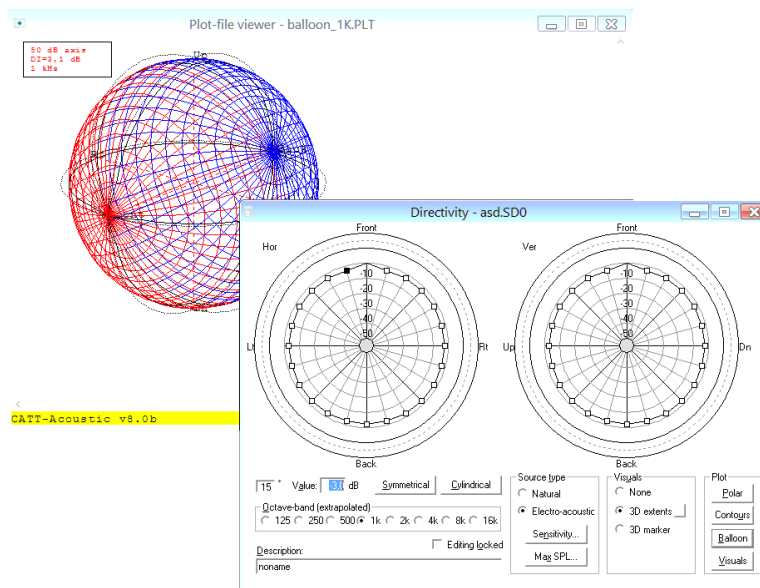 Plot-file viewer - balloon_1K.PLT
50 dB axis
DI=3,1 dB
1 kHz
Up
CATT-Acoustic v8.0b
Directivity - asd.SD0
Front
Front
Hor
Ver
-10
-20
-30
-40
-50
-10
-20
-30
-40
-50
Lt
Rt
Up
Dn
Back
Back
15 °
Value:
dB
Symmetrical
Cylindrical
Octave-band (extrapolated)
125 250 500 1k 2k 4k 8k 16k
Description:
Editing locked
noname
Source type
Natural
Electro-acoustic
Sensitivity...
Max SPL...
Visuals
None
3D extents
3D marker
Plot
Polar
Contours
Balloon
Visuals